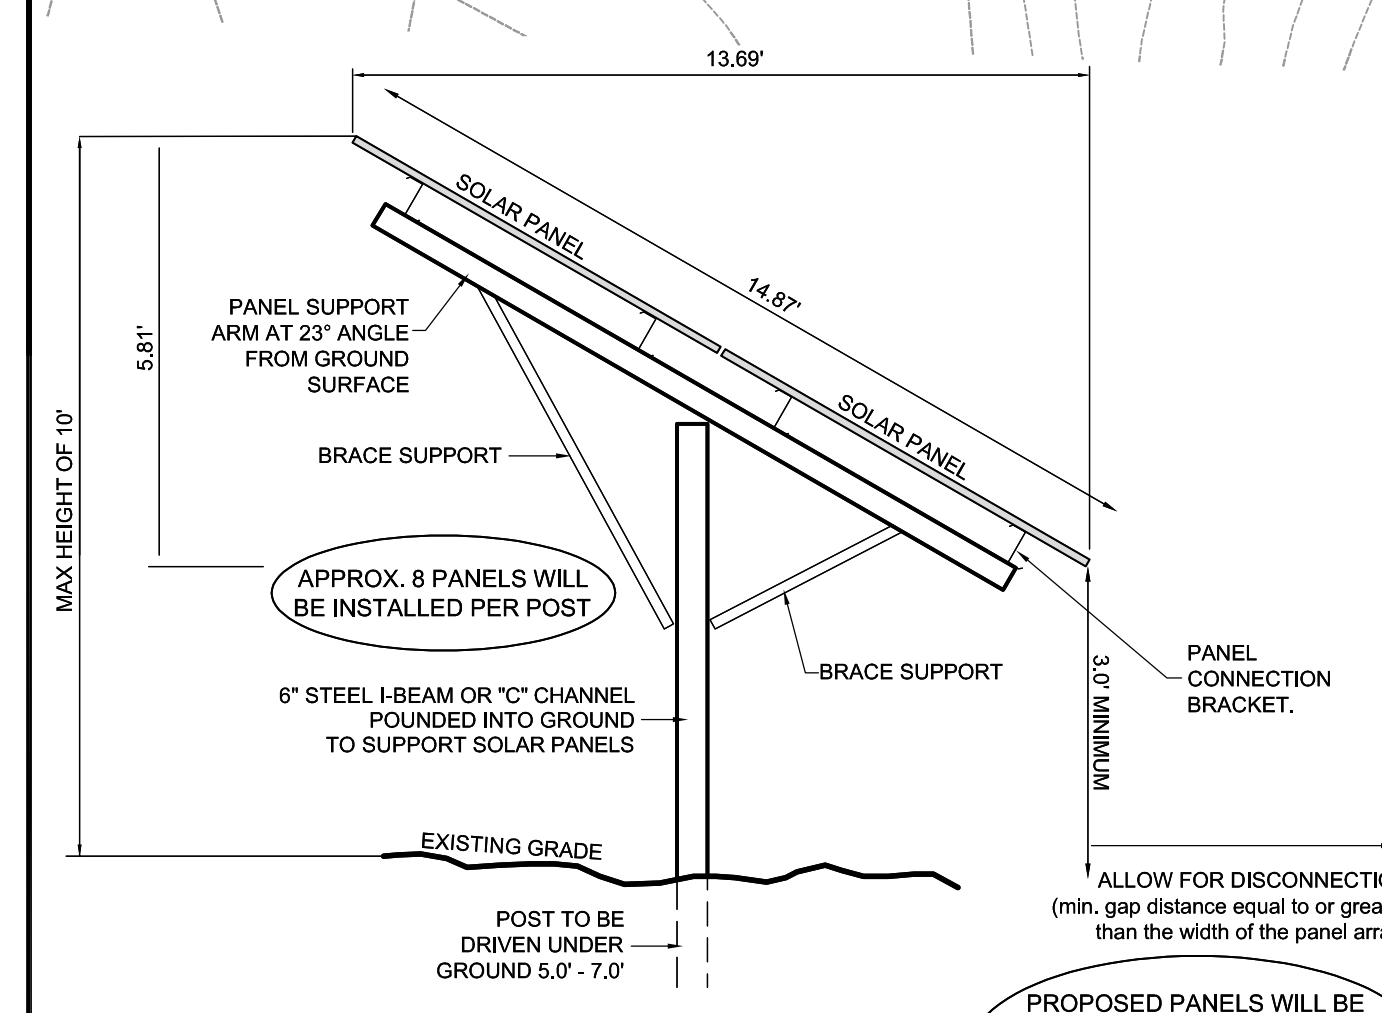 13.69'
SOLAR PANEL
14.87'
PANEL SUPPORT
ARM AT 23° ANGLE
FROM GROUND
SURFACE
5.81'
MAX HEIGHT OF 10'
SOLAR PANEL
BRACE SUPPORT
APPROX. 8 PANELS WILL
BE INSTALLED PER POST
BRACE SUPPORT
PANEL
CONNECTION
BRACKET.
3.0' MINIMUM
6" STEEL I-BEAM OR "C" CHANNEL
POUNDED INTO GROUND
TO SUPPORT SOLAR PANELS
EXISTING GRADE
POST TO BE
DRIVEN UNDER
GROUND 5.0' - 7.0'
ALLOW FOR
(min. gap distance equal to or
than the width of the panel
PROPOSED PANELS WILL BE